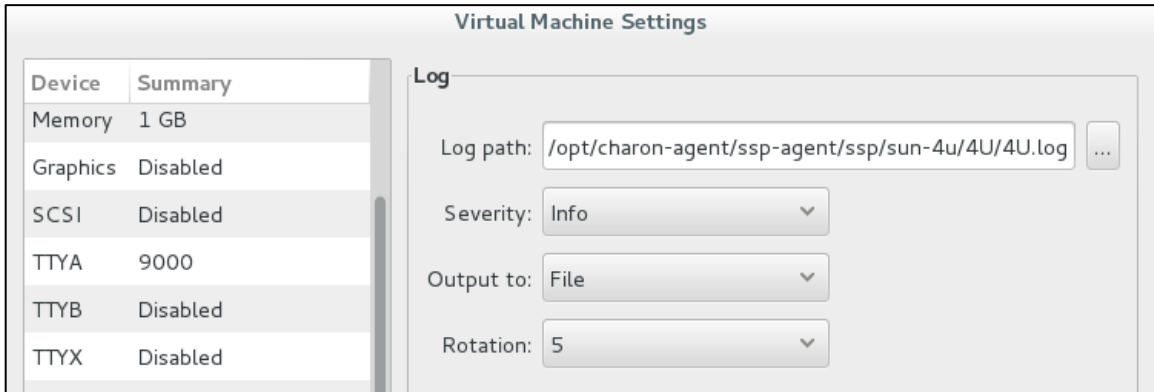 Virtual Machine Settings
Device Summary
Memory 1 GB
Graphics Disabled
SCSI Disabled
TTYA 9000
TTYB Disabled
TTYX Disabled
Log
Log path: /opt/charon-agent/ssp-agent/ssp/sun-4u/4U/4U.log ...
Severity: Info
Output to: File
Rotation: 5